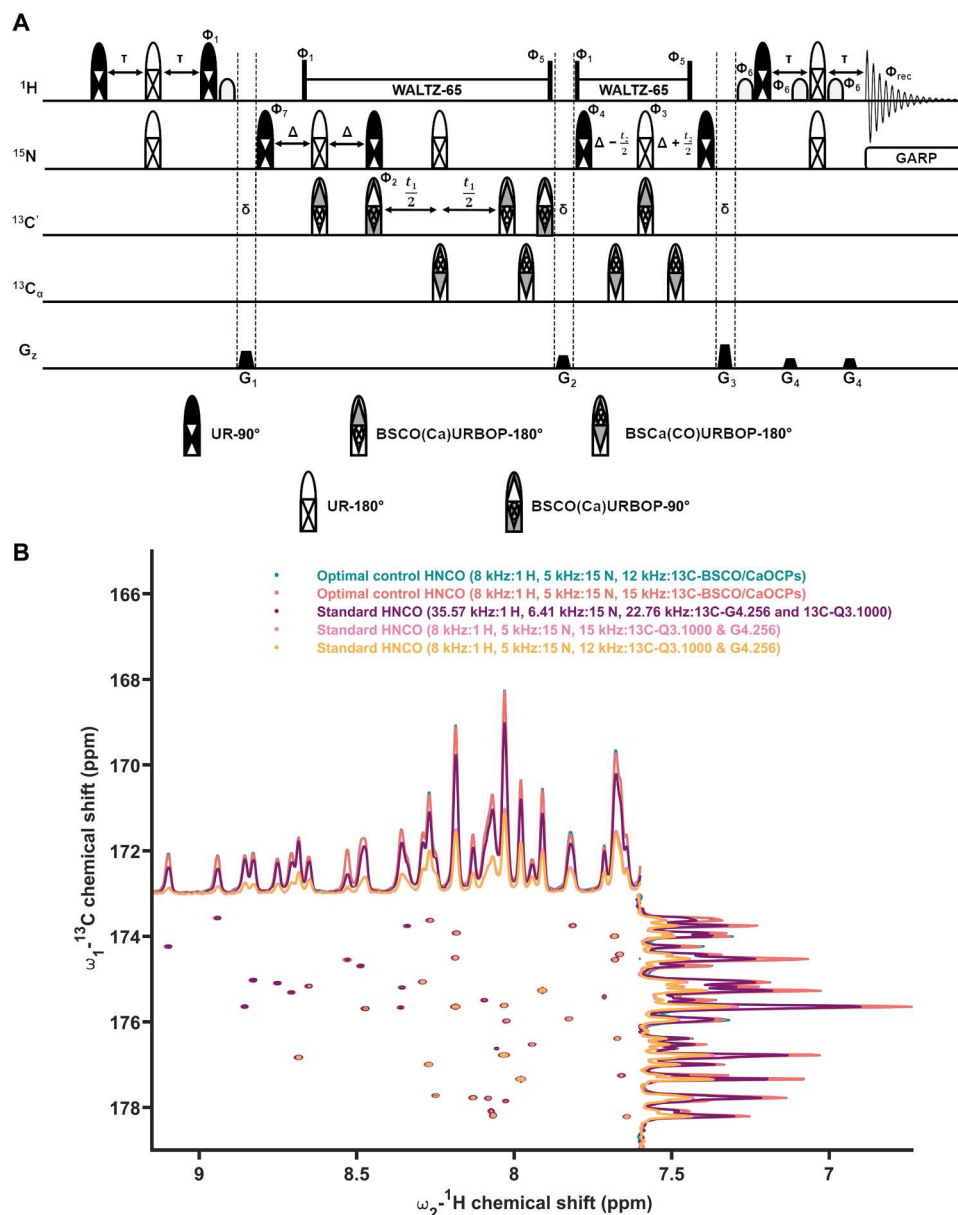 A
Φ1 Φ1 Φ5 Φ1 Φ5 Φ6 Φ6 Φ6 Φrec
T T T T
1H WALTZ-65 WALTZ-65
Φ7 Φ4 Φ3
15N Δ Δ Δ − t2/2 Δ + t2/2 GARP
Φ2
13C' δ t1/2 t1/2 δ δ
13Cα
Gz
G1 G2 G3 G4 G4
UR-90° BSCO(Ca)URBOP-180° BSCa(CO)URBOP-180°
UR-180° BSCO(Ca)URBOP-90°
B
Optimal control HNCO (8 kHz:1 H, 5 kHz:15 N, 12 kHz:13C-BSCO/CaOCPs)
Optimal control HNCO (8 kHz:1 H, 5 kHz:15 N, 15 kHz:13C-BSCO/CaOCPs)
Standard HNCO (35.57 kHz:1 H, 6.41 kHz:15 N, 22.76 kHz:13C-G4.256 and 13C-Q3.1000)
Standard HNCO (8 kHz:1 H, 5 kHz:15 N, 15 kHz:13C-Q3.1000 & G4.256)
Standard HNCO (8 kHz:1 H, 5 kHz:15 N, 12 kHz:13C-Q3.1000 & G4.256)
166
168
170
172
174
176
178
ω1-13C chemical shift (ppm)
9 8.5 8 7.5 7
ω2-1H chemical shift (ppm)